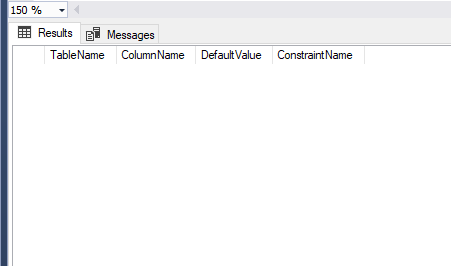 150 %
Results Messages
TableName ColumnName DefaultValue ConstraintName